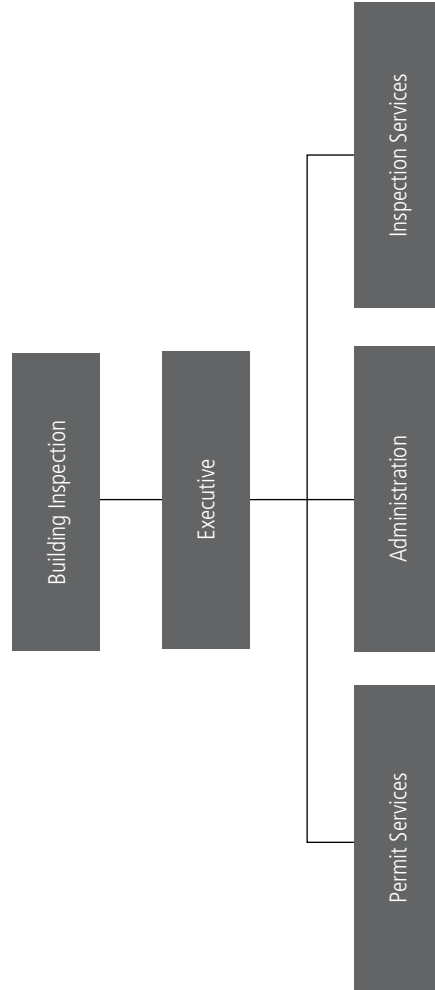 Building Inspection
Executive
Permit Services
Administration
Inspection Services